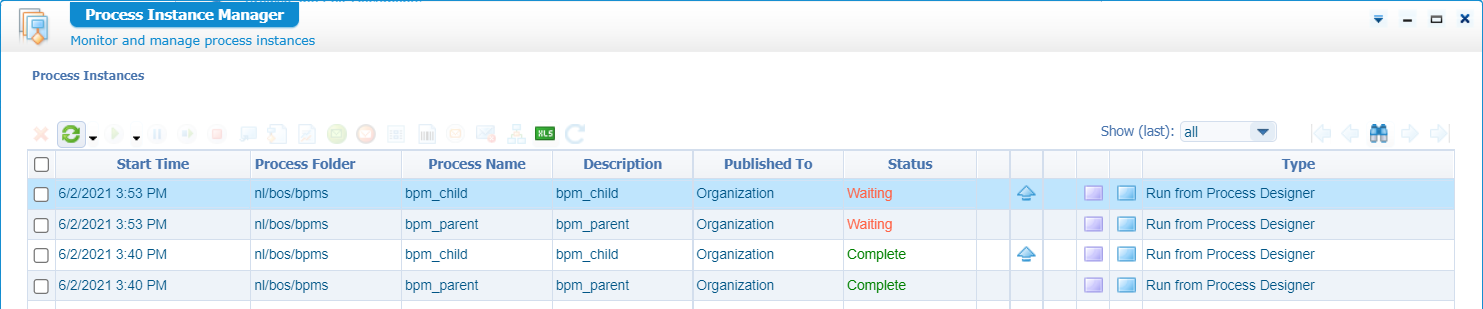 Process Instance Manager
Monitor and manage process instances
Process Instances
XLS Show (last): all
Start Time Process Folder Process Name Description Published To Status Type
6/2/2021 3:53 PM nl/bos/bpms bpm_child bpm_child Organization Waiting Run from Process Designer
6/2/2021 3:53 PM nl/bos/bpms bpm_parent bpm_parent Organization Waiting Run from Process Designer
6/2/2021 3:40 PM nl/bos/bpms bpm_child bpm_child Organization Complete Run from Process Designer
6/2/2021 3:40 PM nl/bos/bpms bpm_parent bpm_parent Organization Complete Run from Process Designer